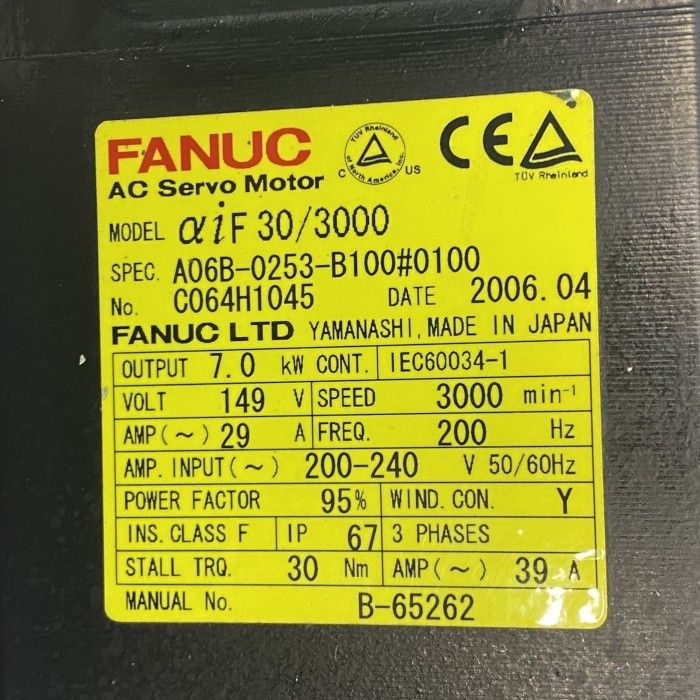 FANUC
AC Servo Motor
TÜV Rheinland of North America, Inc.
C US
CE
TÜV Rheinland
MODEL αiF 30/3000
SPEC. A06B-0253-B100#0100
No. C064H1045 DATE 2006.04
FANUC LTD YAMANASHI, MADE IN JAPAN
OUTPUT 7.0 kW CONT. IEC60034-1
VOLT 149 V SPEED 3000 min⁻¹
AMP(~) 29 A FREQ. 200 Hz
AMP. INPUT(~) 200-240 V 50/60Hz
POWER FACTOR 95% WIND. CON. Y
INS. CLASS F IP 67 3 PHASES
STALL TRQ. 30 Nm AMP(~) 39 A
MANUAL No. B-65262